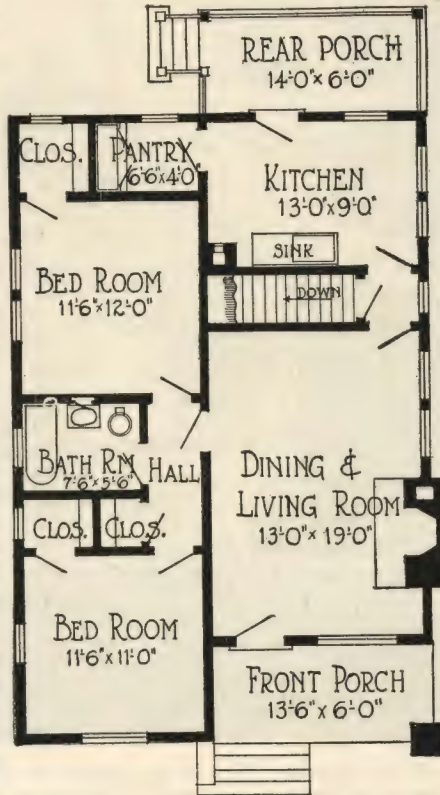 REAR PORCH
14'-0" x 6'-0"
CLOS.
PANTRY
6'-6" x 4'-0"
KITCHEN
13'-0" x 9'-0"
SINK
BED ROOM
11'-6" x 12'-0"
DOWN
BATH RM
7'-6" x 5'-6"
HALL
DINING &
LIVING ROOM
13'-0" x 19'-0"
CLOS.
CLOS.
BED ROOM
11'-6" x 11'-0"
FRONT PORCH
13'-6" x 6'-0"